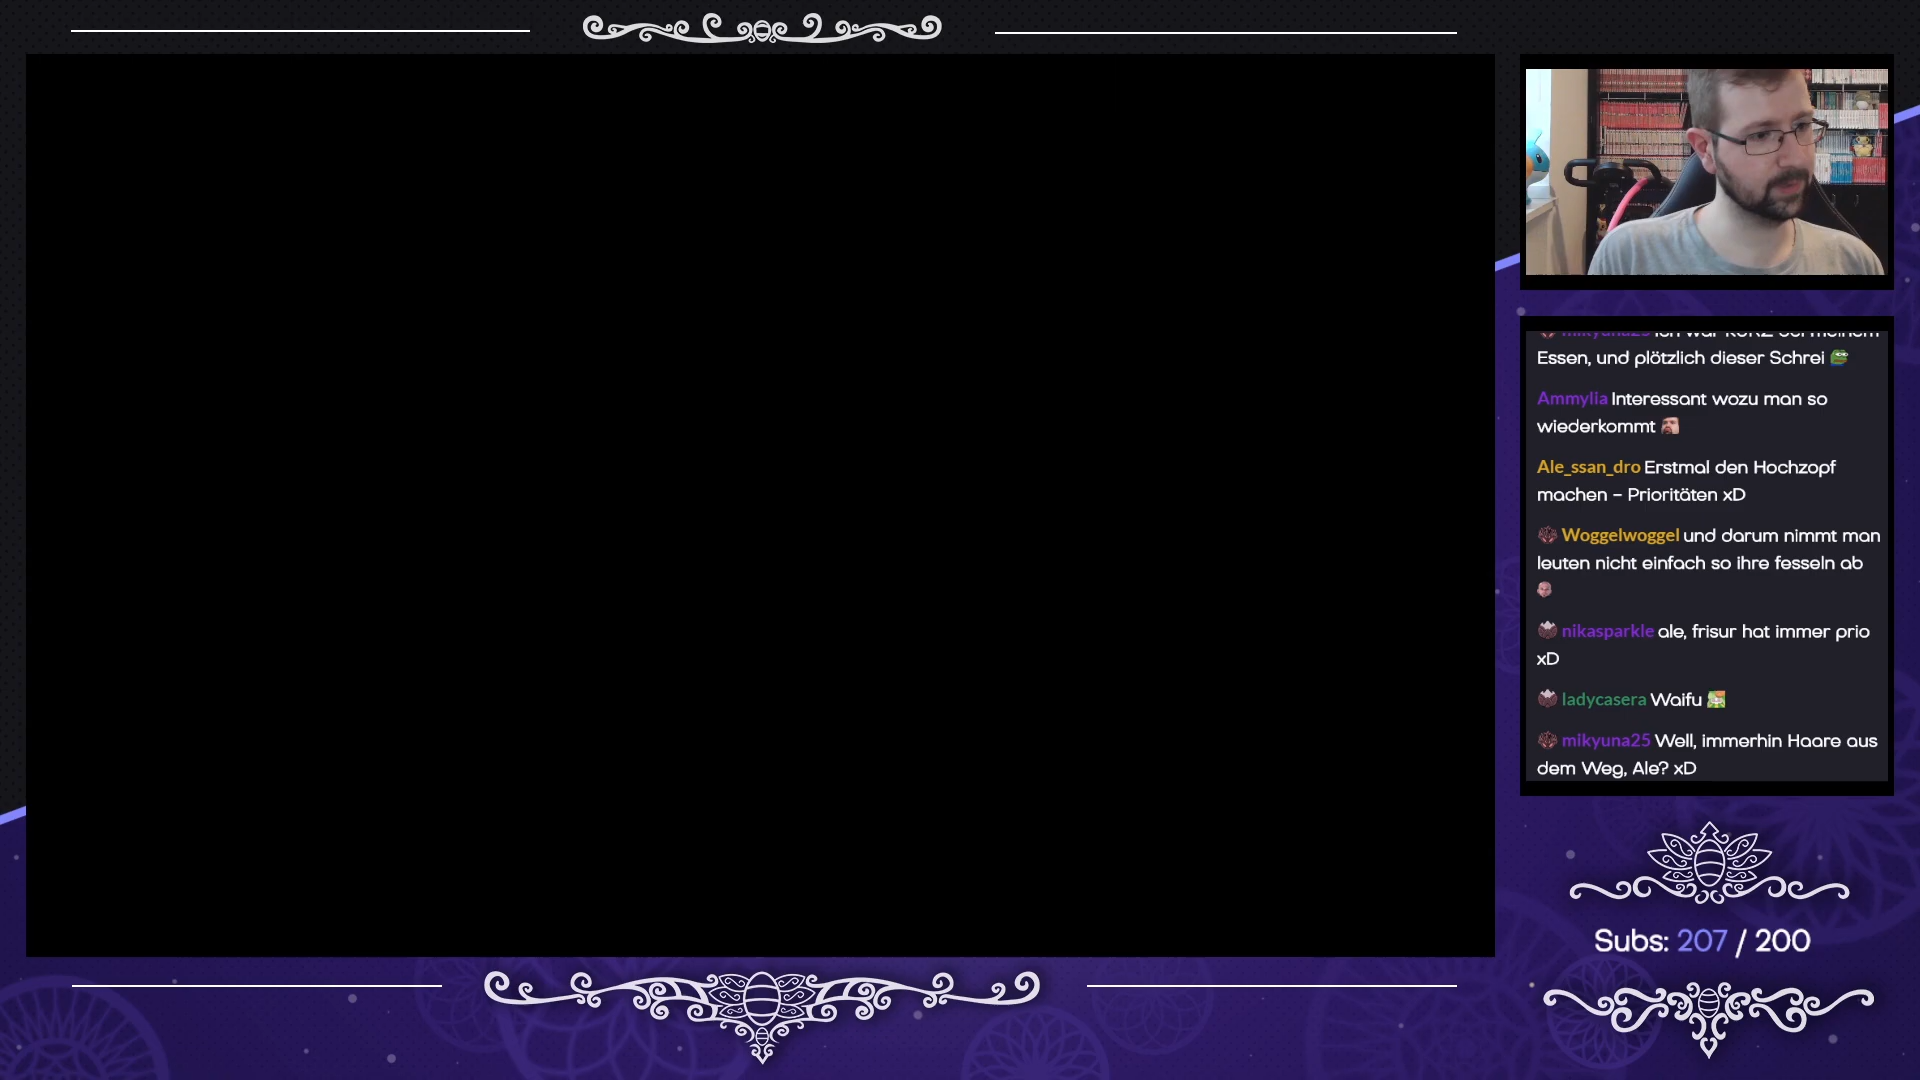 Essen, und plötzlich dieser Schrei
Ammylia Interessant wozu man so
wiederkommt
Ale_ssan_dro Erstmal den Hochzopf
machen - Prioritäten xD
Woggelwoggel und darum nimmt man
leuten nicht einfach so ihre fesseln ab
nikasparkle ale, frisur hat immer prio
xD
ladycasera Waifu
mikyuna25 Well, immerhin Haare aus
dem Weg, Ale? xD
Subs: 207 / 200